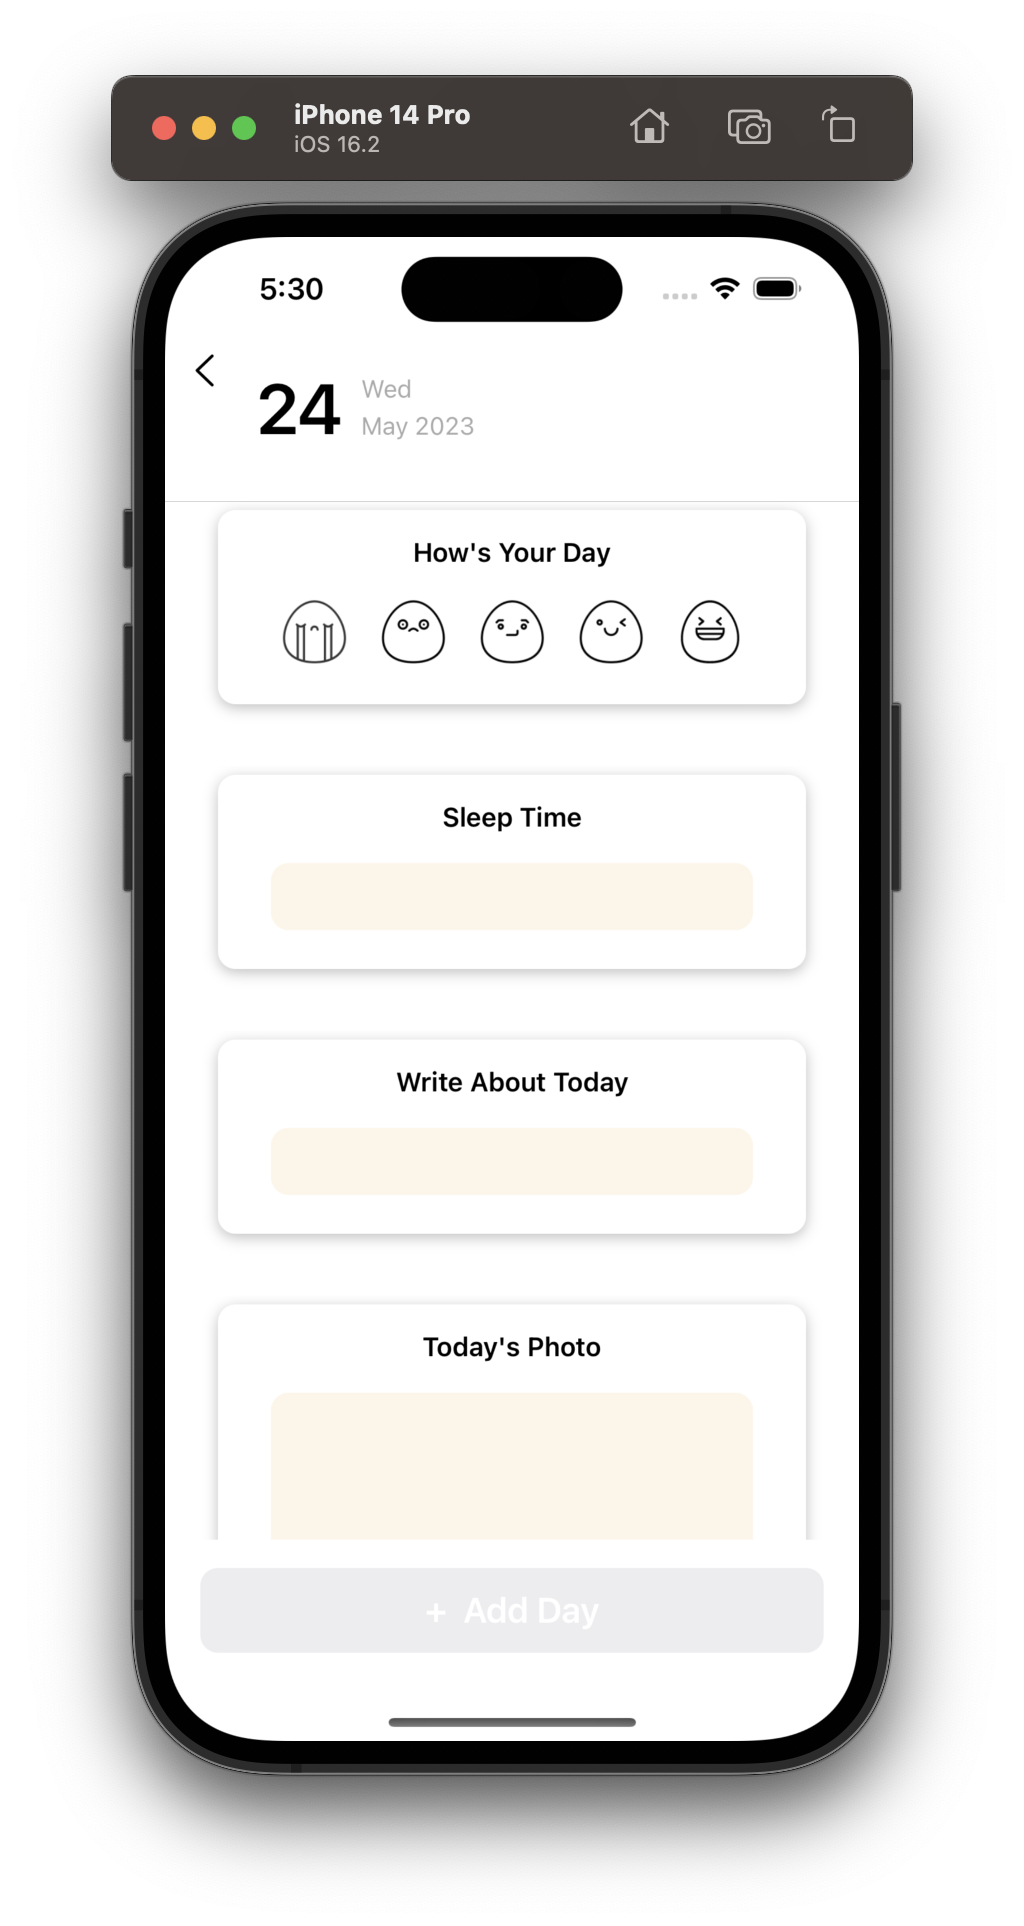 iPhone 14 Pro
iOS 16.2
5:30
24
Wed
May 2023
How's Your Day
Sleep Time
Write About Today
Today's Photo
+ Add Day